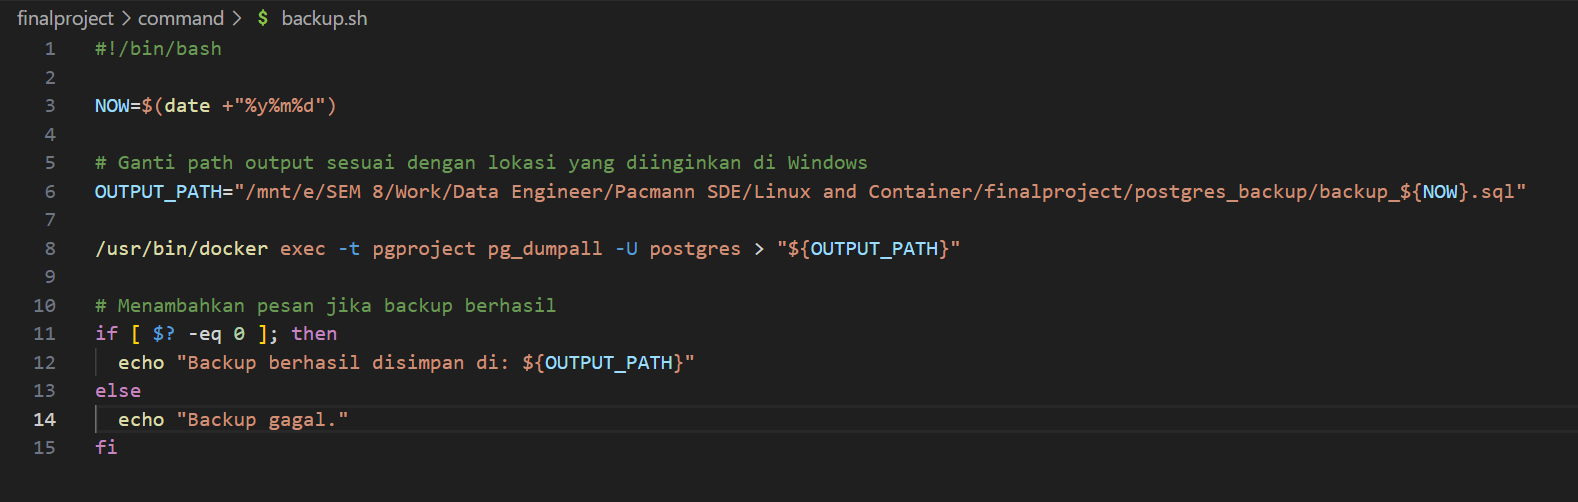 finalproject > command > $ backup.sh
1 #!/bin/bash
2
3 NOW=$(date +"%y%m%d")
4
5 # Ganti path output sesuai dengan lokasi yang diinginkan di Windows
6 OUTPUT_PATH="/mnt/e/SEM 8/Work/Data Engineer/Pacmann SDE/Linux and Container/finalproject/postgres_backup/backup_${NOW}.sql"
7
8 /usr/bin/docker exec -t pgproject pg_dumpall -U postgres > "${OUTPUT_PATH}"
9
10 # Menambahkan pesan jika backup berhasil
11 if [ $? -eq 0 ]; then
12   echo "Backup berhasil disimpan di: ${OUTPUT_PATH}"
13 else
14   echo "Backup gagal."
15 fi